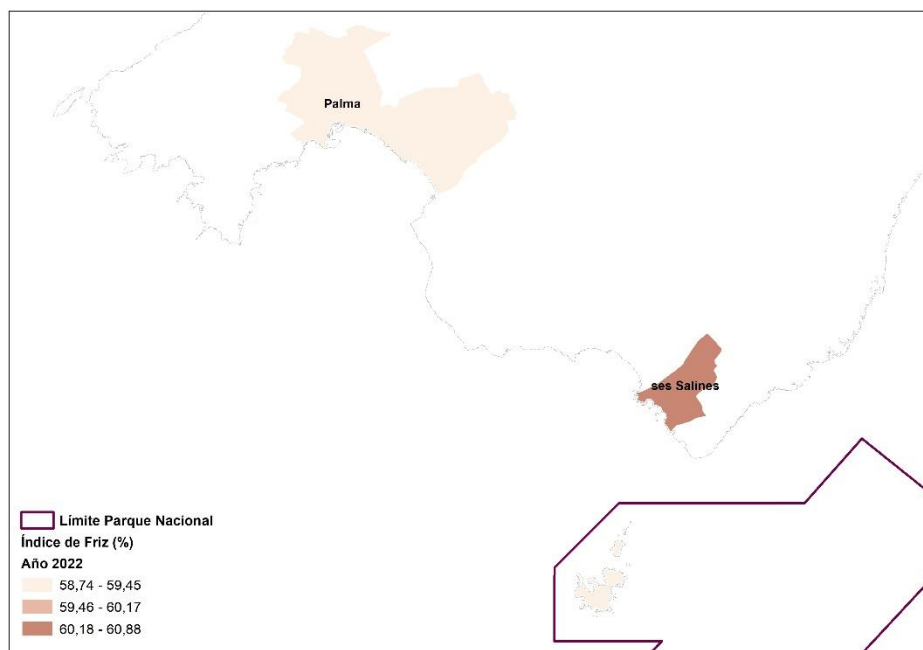 Palma
ses Salines
Límite Parque Nacional
Índice de Friz (%)
Año 2022
58,74 - 59,45
59,46 - 60,17
60,18 - 60,88